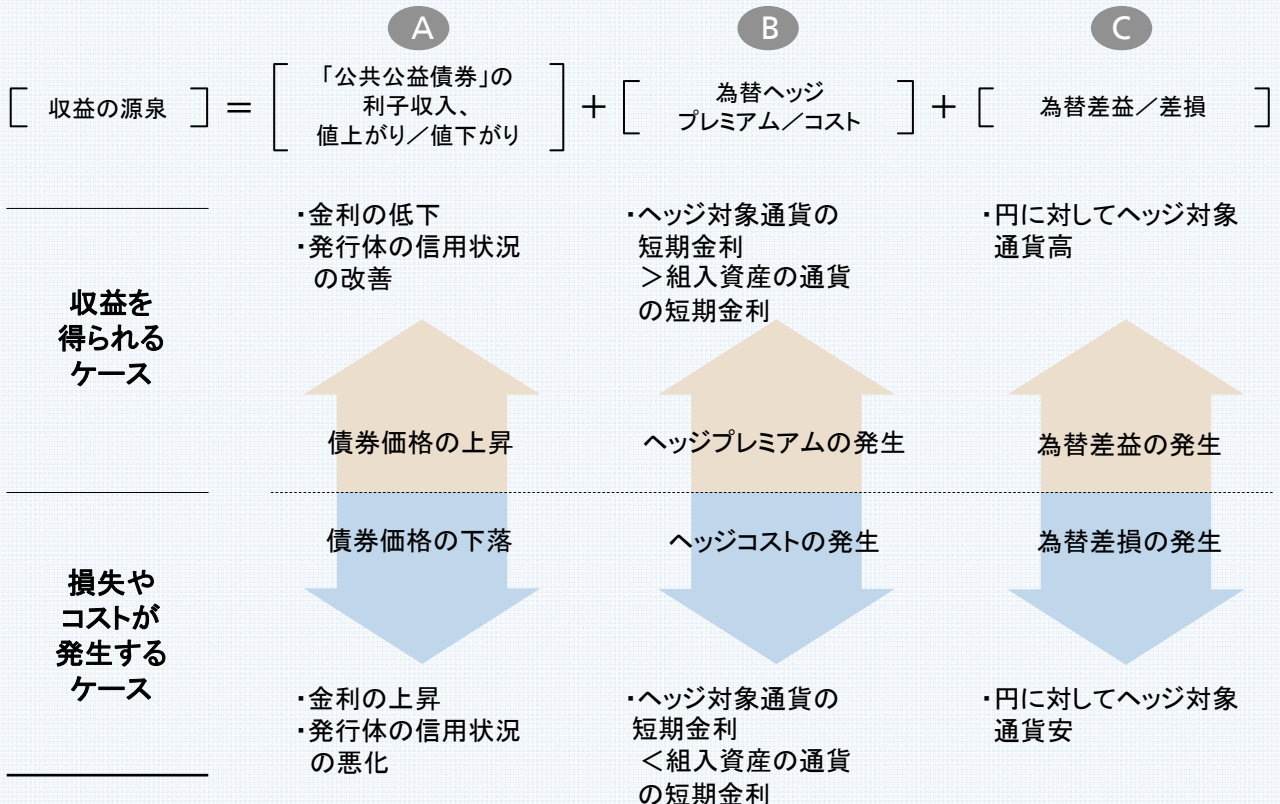 A
B
C
収益の源泉
＝
「公共公益債券」の
利子収入、
値上がり／値下がり
＋
為替ヘッジ
プレミアム／コスト
＋
為替差益／差損
収益を
得られる
ケース
・金利の低下
・発行体の信用状況
の改善
・ヘッジ対象通貨の
短期金利
＞組入資産の通貨
の短期金利
・円に対してヘッジ対象
通貨高
債券価格の上昇
ヘッジプレミアムの発生
為替差益の発生
損失や
コストが
発生する
ケース
債券価格の下落
ヘッジコストの発生
為替差損の発生
・金利の上昇
・発行体の信用状況
の悪化
・ヘッジ対象通貨の
短期金利
＜組入資産の通貨
の短期金利
・円に対してヘッジ対象
通貨安